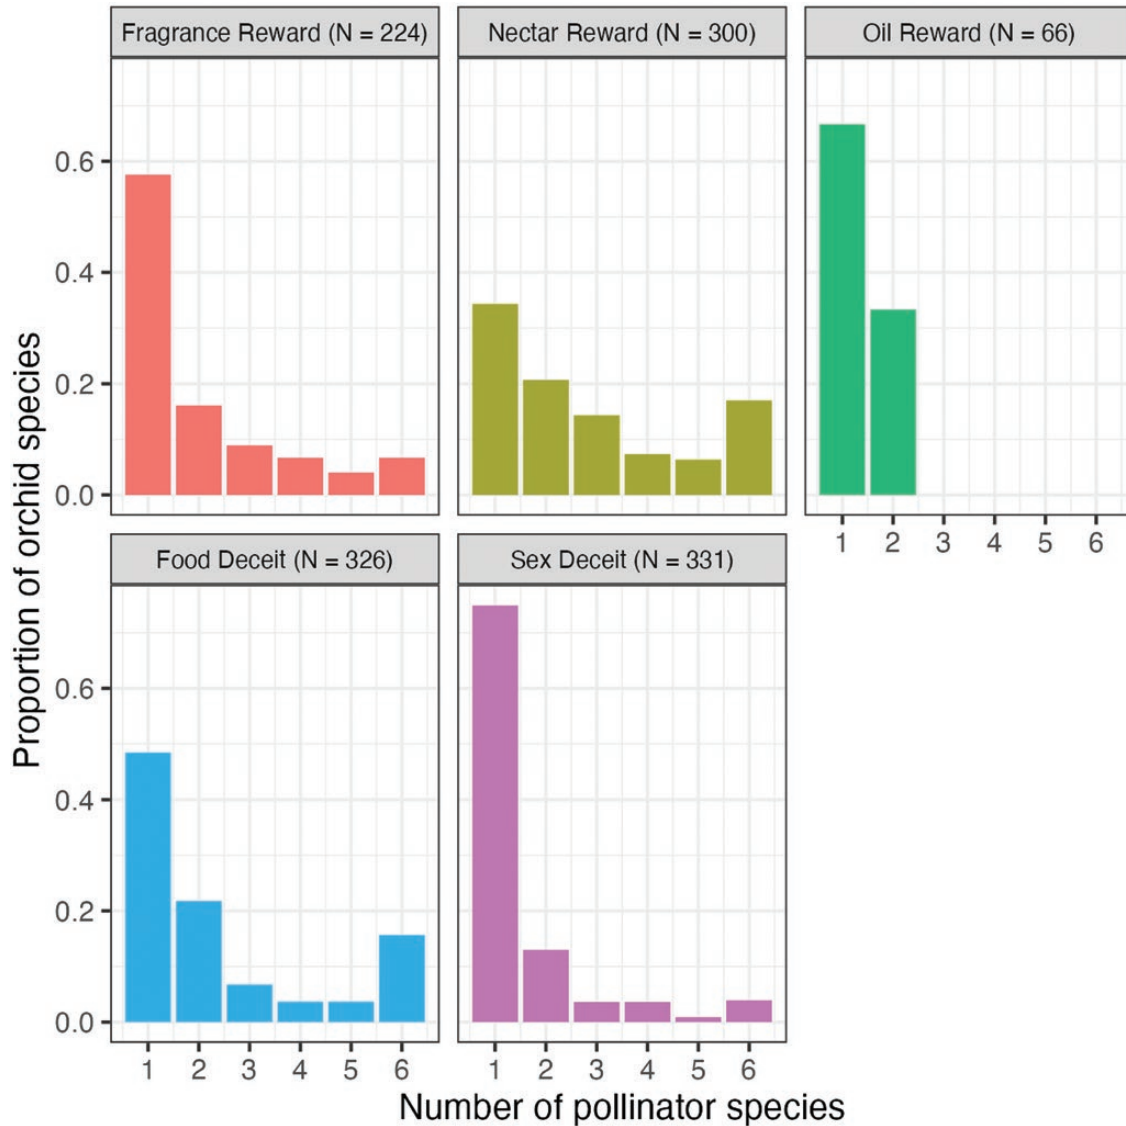 Fragrance Reward (N = 224)
Nectar Reward (N = 300)
Oil Reward (N = 66)
0.6
0.4
0.2
0.0
1 2 3 4 5 6
Food Deceit (N = 326)
Sex Deceit (N = 331)
0.6
0.4
0.2
0.0
1 2 3 4 5 6
1 2 3 4 5 6
Proportion of orchid species
Number of pollinator species